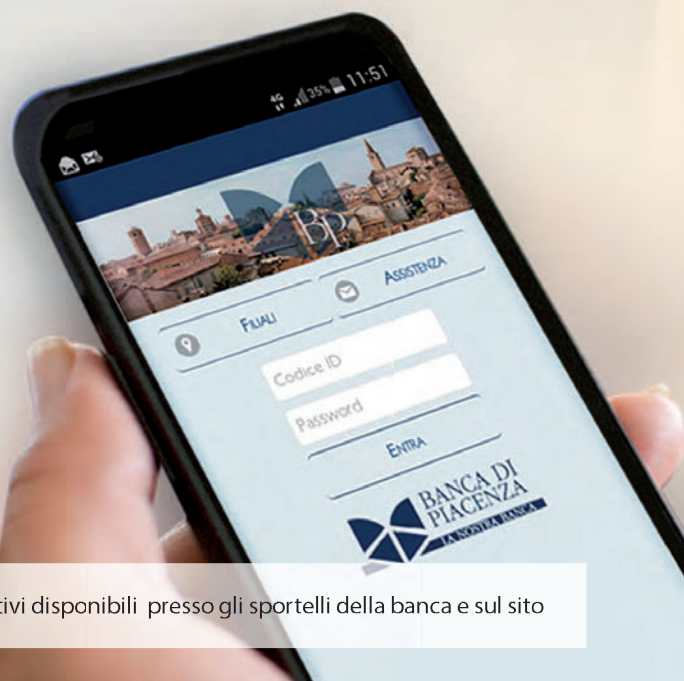 4G 35% 11:51
Bp
FILIALI
ASSISTENZA
Codice ID
Password
ENTRA
BANCA DI
PIACENZA
LA NOSTRA BANCA
tivi disponibili presso gli sportelli della banca e sul sito